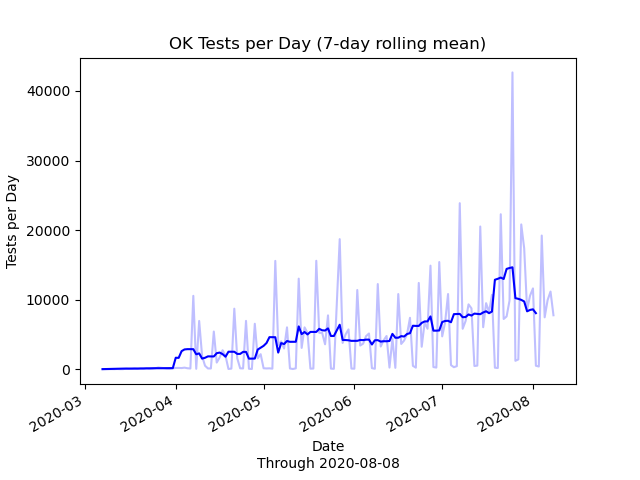 OK Tests per Day (7-day rolling mean)
40000
30000
20000
10000
0
Tests per Day
2020-03
2020-04
2020-05
2020-06
2020-07
2020-08
Date
Through 2020-08-08